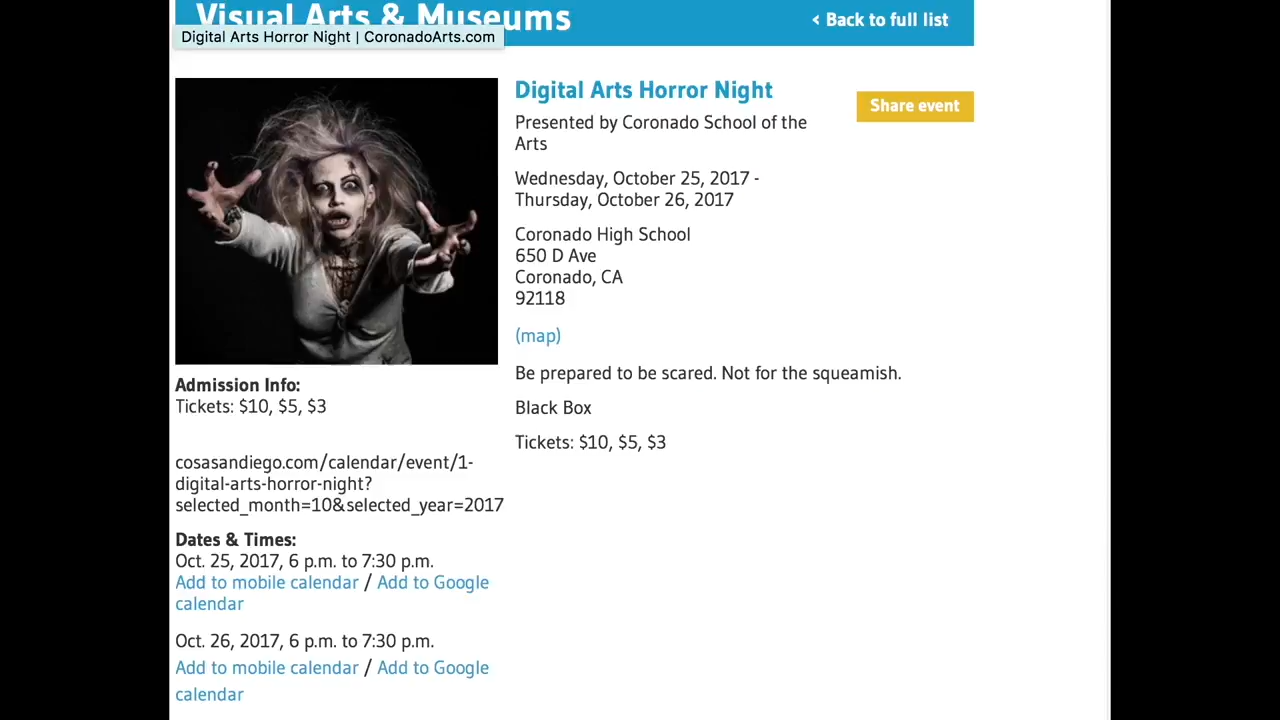 Visual Arts & Museums
< Back to full list
Digital Arts Horror Night | CoronadoArts.com
Digital Arts Horror Night
Share event
Presented by Coronado School of the
Arts
Wednesday, October 25, 2017 -
Thursday, October 26, 2017
Coronado High School
650 D Ave
Coronado, CA
92118
(map)
Be prepared to be scared. Not for the squeamish.
Black Box
Tickets: $10, $5, $3
Admission Info:
Tickets: $10, $5, $3
cosasandiego.com/calendar/event/1-
digital-arts-horror-night?
selected_month=10&selected_year=2017
Dates & Times:
Oct. 25, 2017, 6 p.m. to 7:30 p.m.
Add to mobile calendar / Add to Google
calendar
Oct. 26, 2017, 6 p.m. to 7:30 p.m.
Add to mobile calendar / Add to Google
calendar